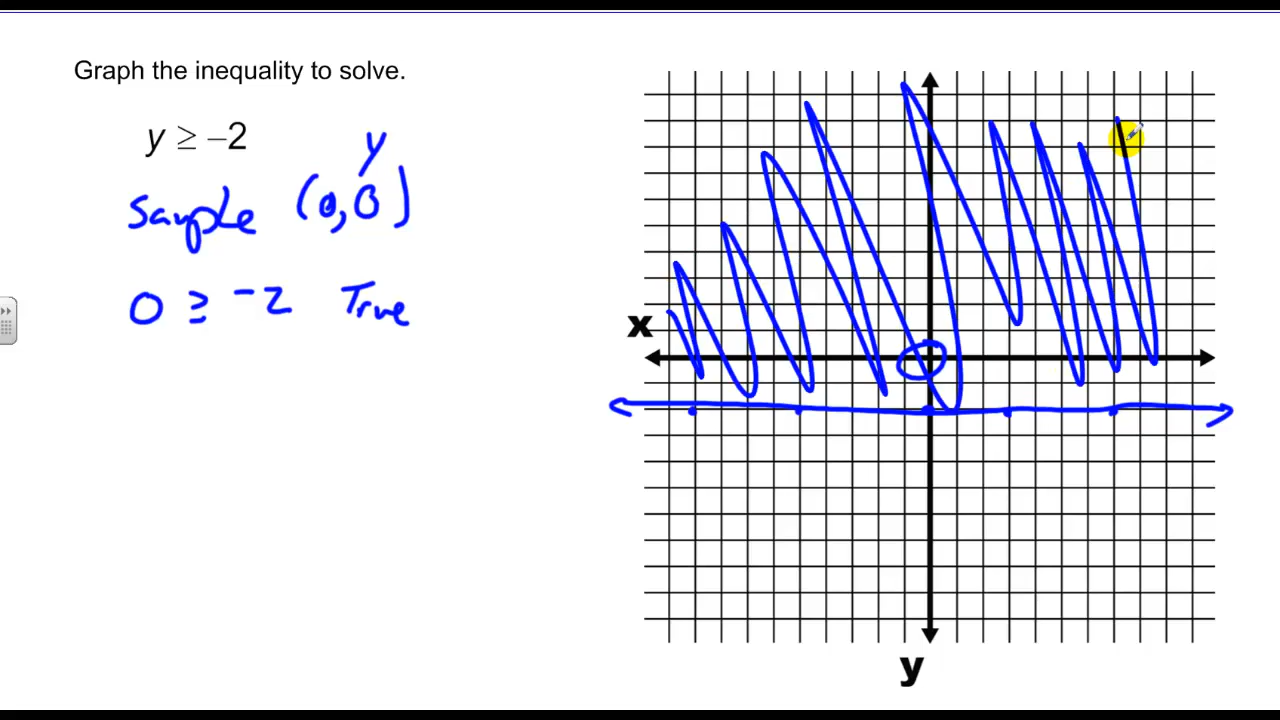 Graph the inequality to solve.
y ≥ –2
y
Sample (0,0)
0 ≥ -2 True
x
y